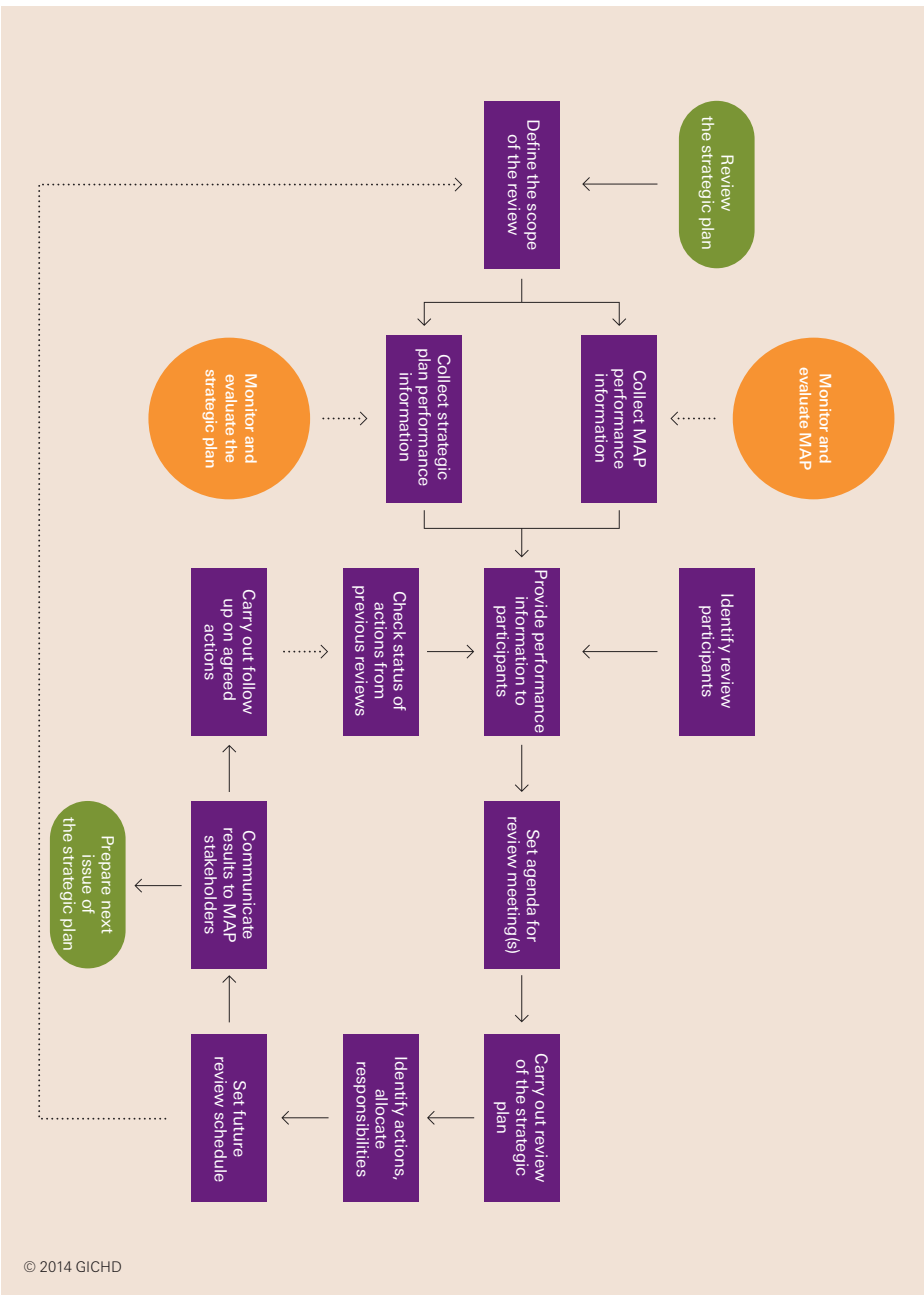 Review
the strategic plan
Define the scope
of the review
Monitor and
evaluate MAP
Collect MAP
performance
information
Collect strategic
plan performance
information
Monitor and
evaluate the
strategic plan
Identify review
participants
Provide performance
information to
participants
Check status of
actions from
previous reviews
Carry out follow
up on agreed
actions
Set agenda for
review meeting(s)
Communicate
results to MAP
stakeholders
Prepare next
issue of
the strategic plan
Carry out review
of the strategic
plan
Identify actions,
allocate
responsibilities
Set future
review schedule
© 2014 GICHD